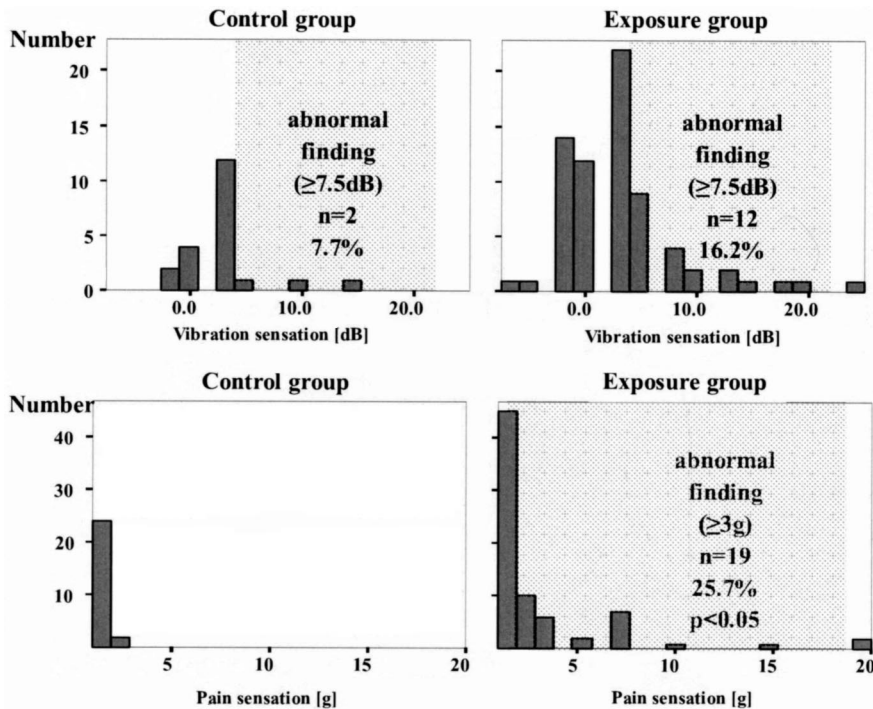 Control group
Number
20
15
10
5
0
abnormal
finding
(≥7.5dB)
n=2
7.7%
0.0 10.0 20.0
Vibration sensation [dB]
Exposure group
abnormal
finding
(≥7.5dB)
n=12
16.2%
0.0 10.0 20.0
Vibration sensation [dB]
Control group
Number
40
30
20
10
5 10 15 20
Pain sensation [g]
Exposure group
abnormal
finding
(≥3g)
n=19
25.7%
p<0.05
5 10 15 20
Pain sensation [g]